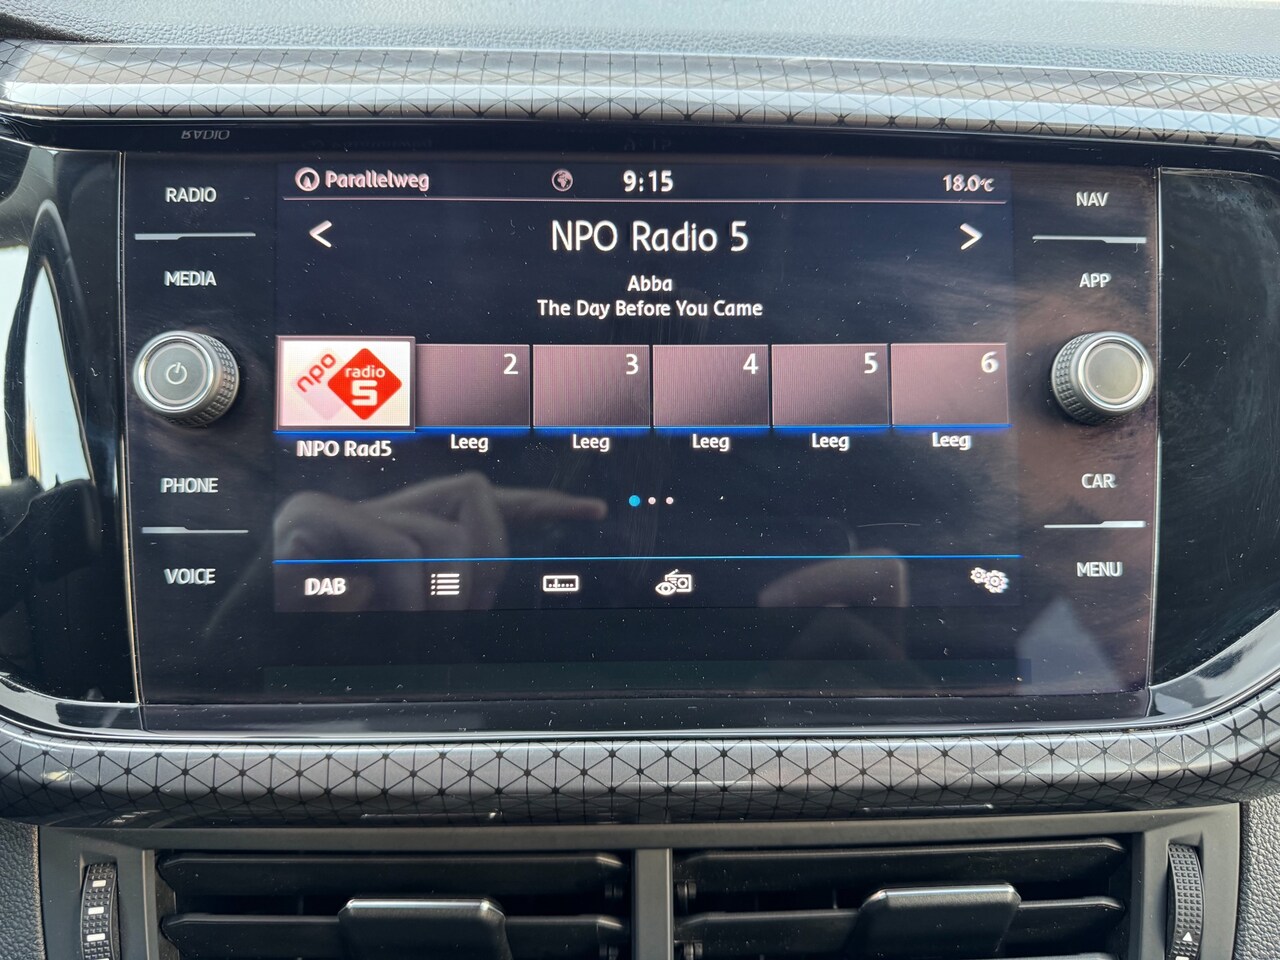 RADIO
RADIO
MEDIA
PHONE
VOICE
Parallelweg
9:15
18.0°C
NPO Radio 5
Abba
The Day Before You Came
npo radio 5
2
3
4
5
6
NPO Rad5
Leeg
Leeg
Leeg
Leeg
Leeg
DAB
NAV
APP
CAR
MENU